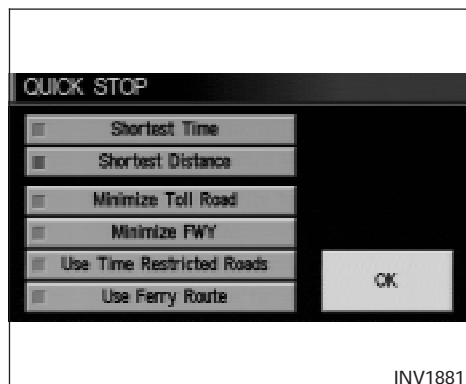 QUICK STOP
Shortest Time
Shortest Distance
Minimize Toll Road
Minimize FWY
Use Time Restricted Roads
Use Ferry Route
OK
INV1881